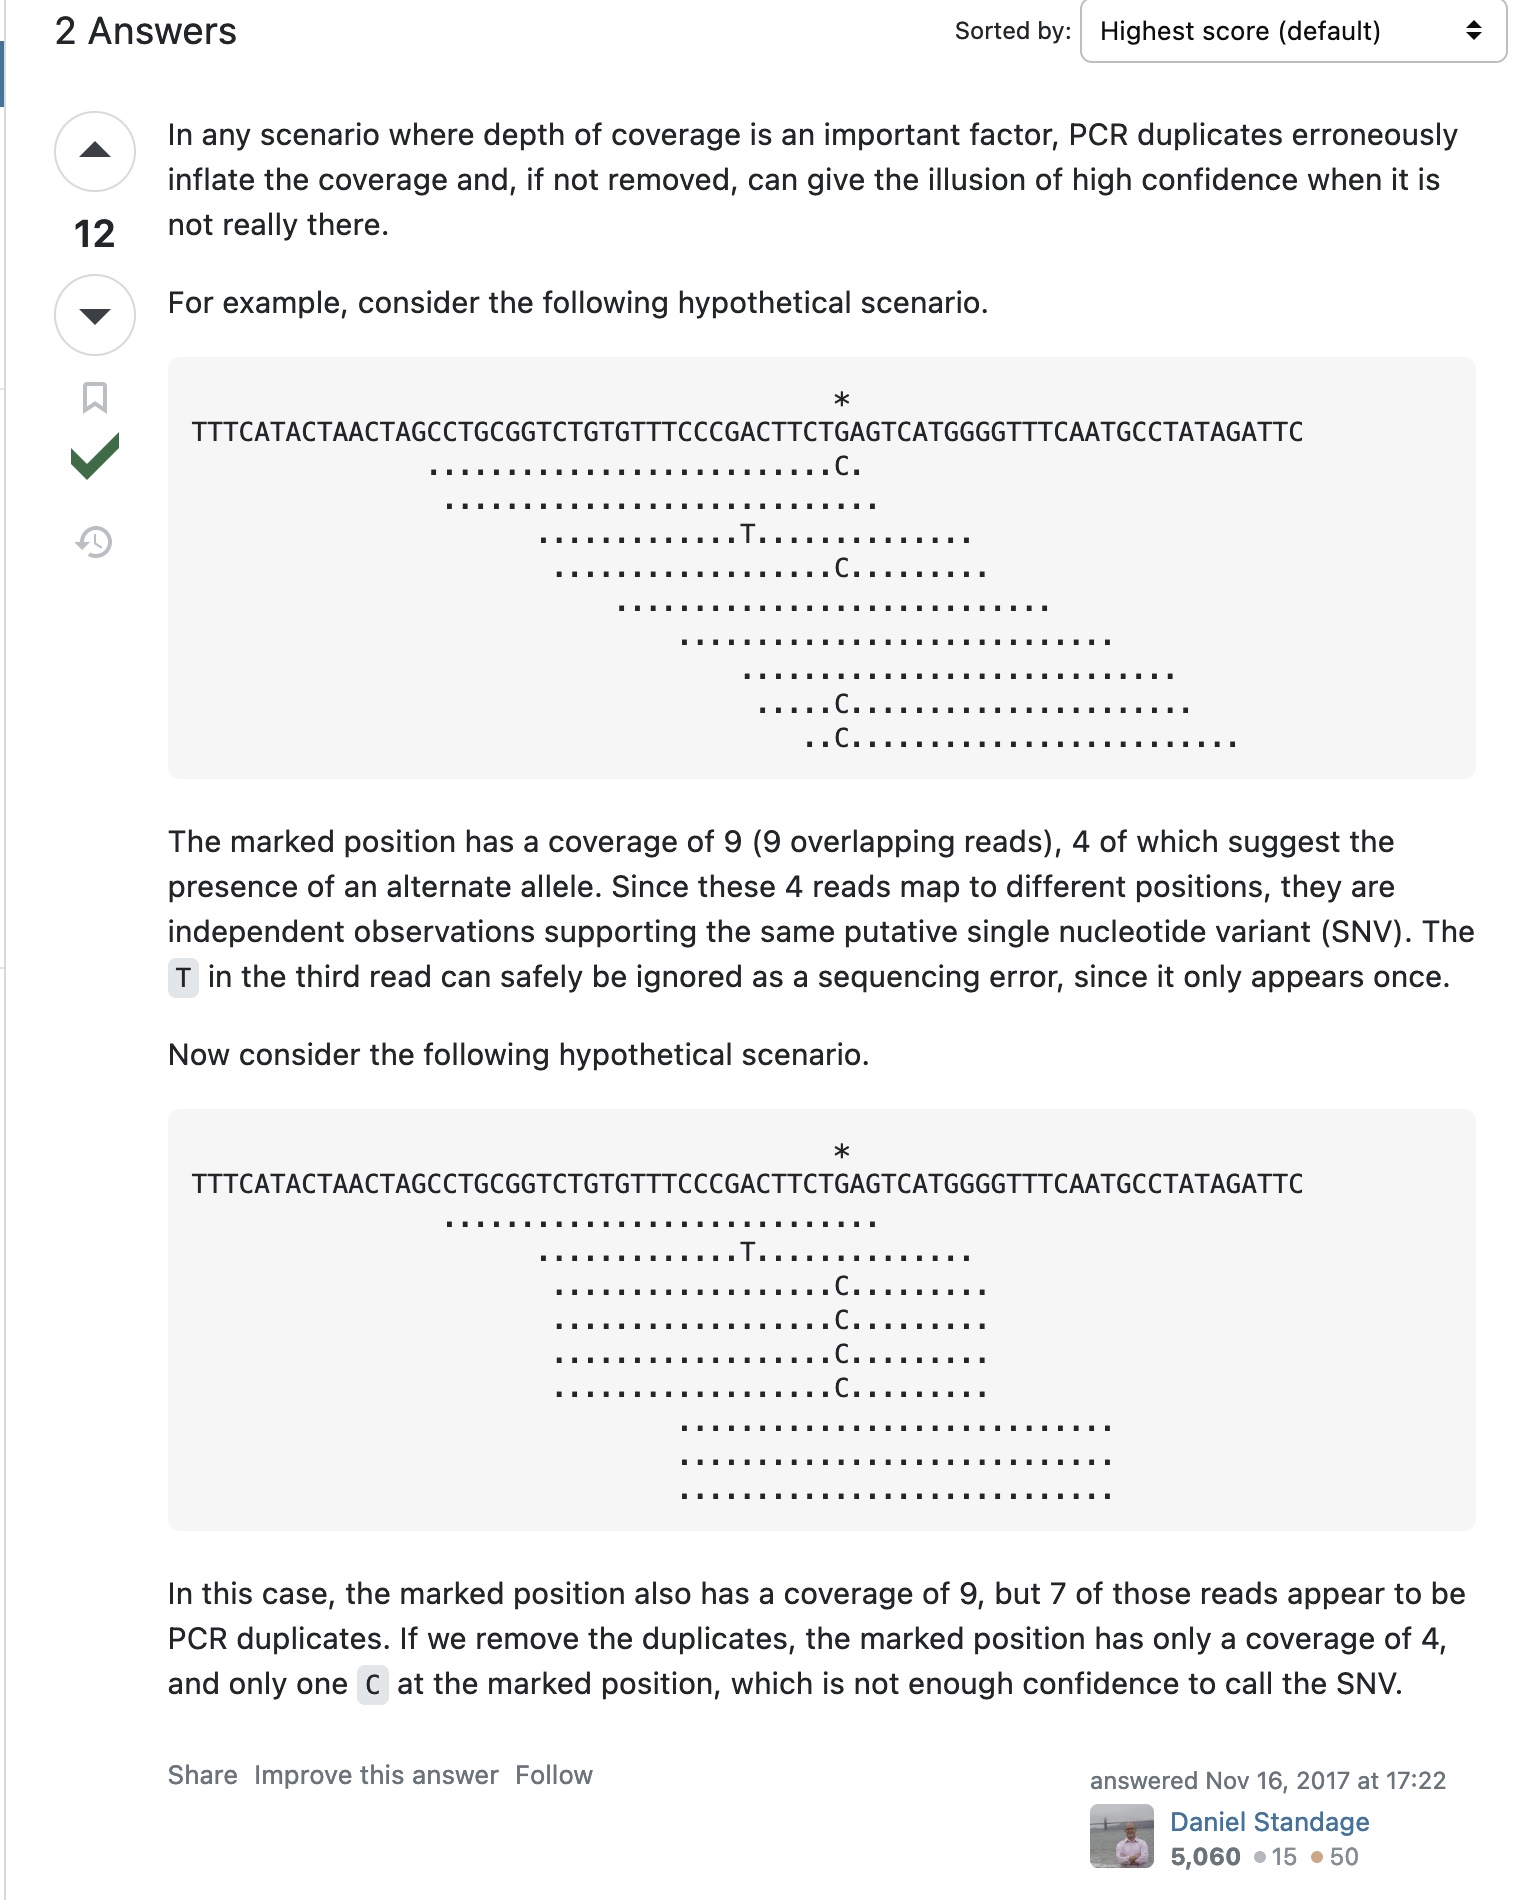 2 Answers
Sorted by: Highest score (default)
In any scenario where depth of coverage is an important factor, PCR duplicates erroneously
inflate the coverage and, if not removed, can give the illusion of high confidence when it is
not really there.
12
For example, consider the following hypothetical scenario.
                                         *
TTTCATACTAACTAGCCTGCGGTCTGTGTTTCCCGACTTCTGAGTCATGGGGTTTCAATGCCTATAGATTC
               ..........................C.
                ............................
                      .............T..............
                       ..................C.........
                           ............................
                               ............................
                                   ............................
                                    .....C......................
                                       ..C.........................
The marked position has a coverage of 9 (9 overlapping reads), 4 of which suggest the
presence of an alternate allele. Since these 4 reads map to different positions, they are
independent observations supporting the same putative single nucleotide variant (SNV). The
T in the third read can safely be ignored as a sequencing error, since it only appears once.
Now consider the following hypothetical scenario.
                                         *
TTTCATACTAACTAGCCTGCGGTCTGTGTTTCCCGACTTCTGAGTCATGGGGTTTCAATGCCTATAGATTC
                ............................
                      .............T..............
                       ..................C.........
                       ..................C.........
                       ..................C.........
                       ..................C.........
                               ............................
                               ............................
                               ............................
In this case, the marked position also has a coverage of 9, but 7 of those reads appear to be
PCR duplicates. If we remove the duplicates, the marked position has only a coverage of 4,
and only one C at the marked position, which is not enough confidence to call the SNV.
Share Improve this answer Follow
answered Nov 16, 2017 at 17:22
Daniel Standage
5,060 ●15 ●50